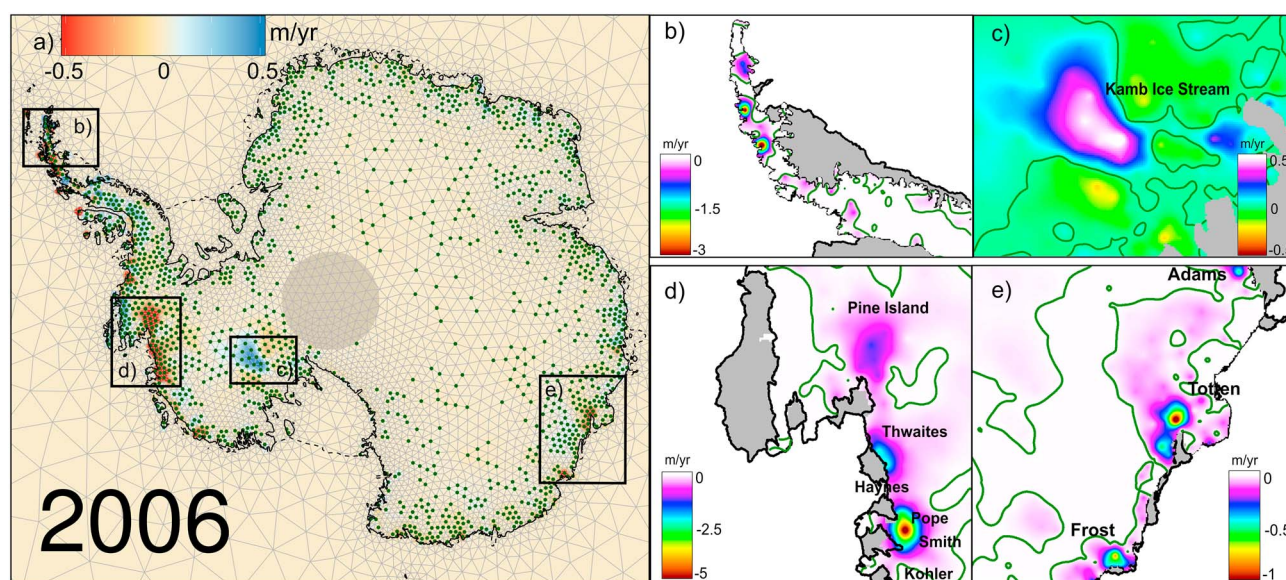 a)
m/yr
-0.5
0
0.5
b)
d)
c)
e)
2006
b)
m/yr
0
-1.5
-3
c)
Kamb Ice Stream
m/yr
0.5
0
-0.
d)
Pine Island
Thwaites
Haynes
Pope
Smith
Kohler
m/yr
0
-2.5
-5
e)
Adams
Totten
Frost
m/yr
0
-0.5
-1